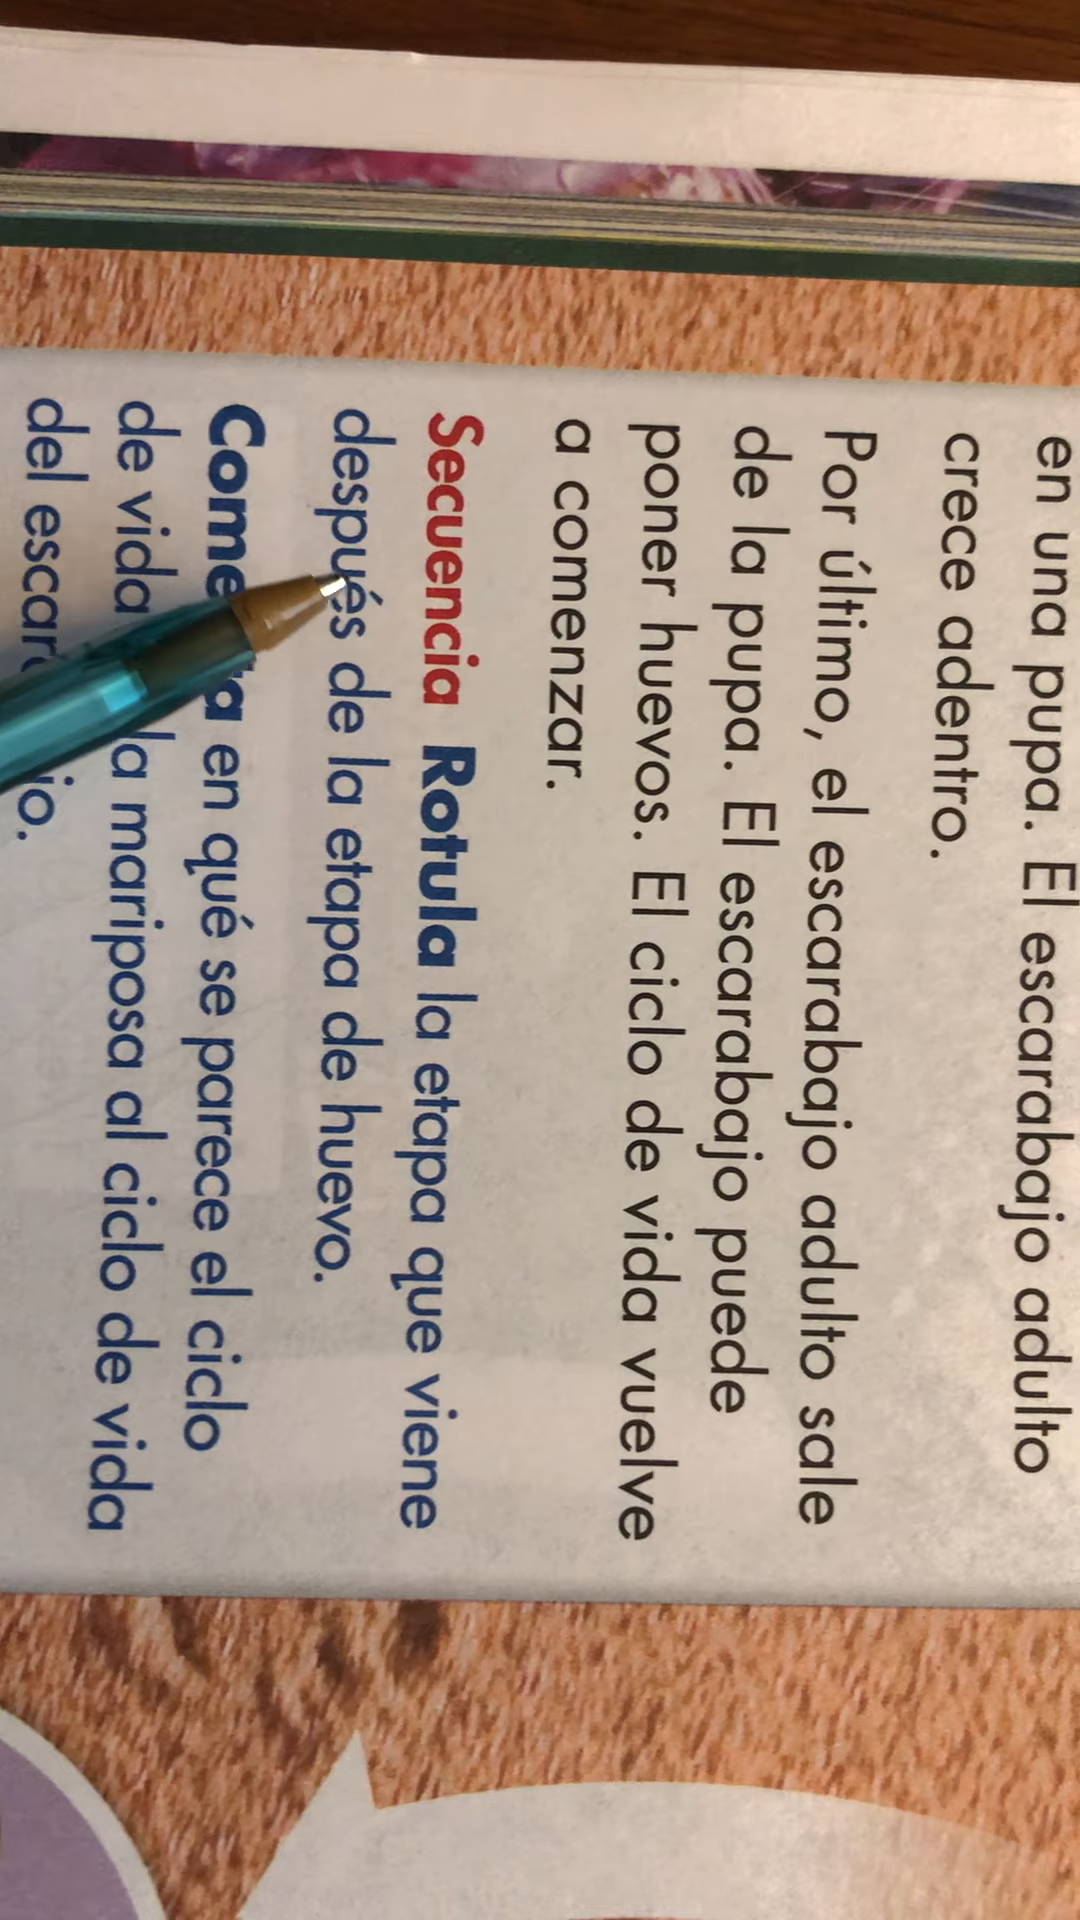 en una pupa. El escarabajo adulto
crece adentro.
Por último, el escarabajo adulto sale
de la pupa. El escarabajo puede
poner huevos. El ciclo de vida vuelve
a comenzar.
Secuencia Rotula la etapa que viene
después de la etapa de huevo.
en qué se parece el ciclo
de vida la mariposa al ciclo de vida
del